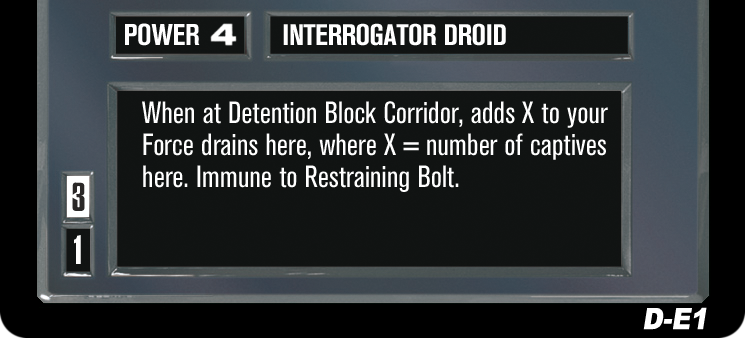 POWER 4 INTERROGATOR DROID
When at Detention Block Corridor, adds X to your
Force drains here, where X = number of captives
here. Immune to Restraining Bolt.
3
1
D-E1